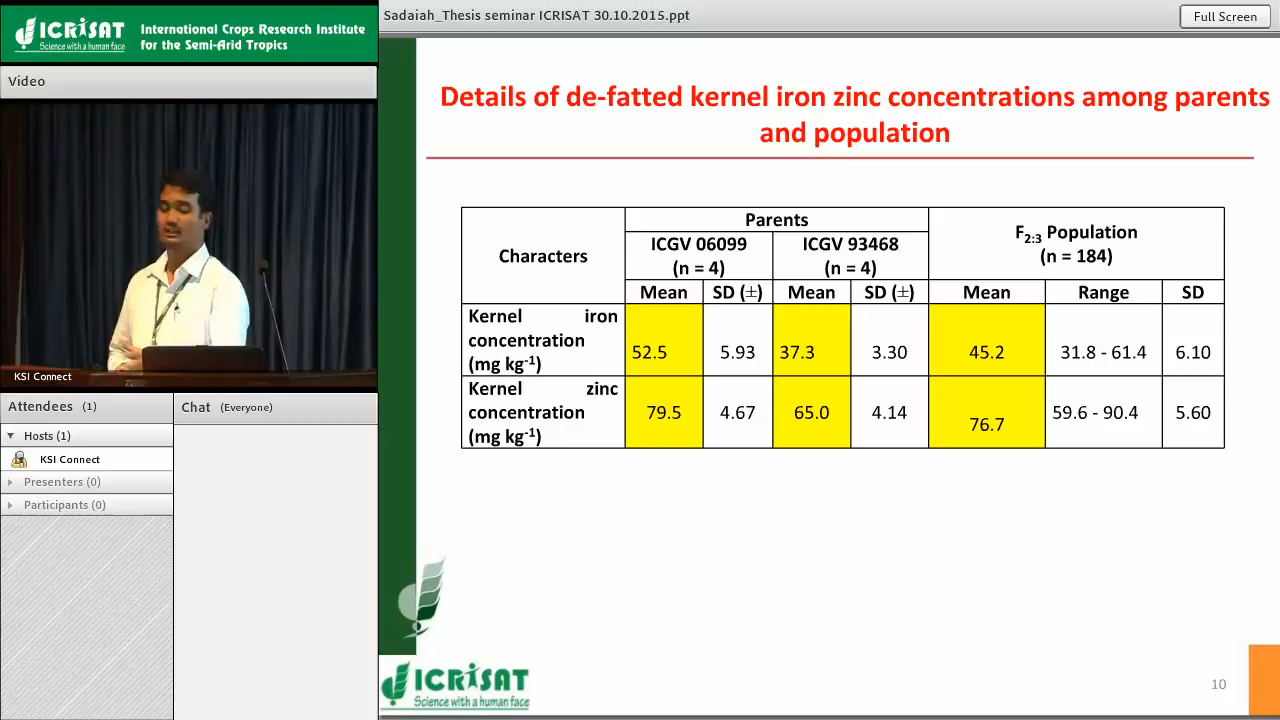 ICRISAT
Science with a human face
International Crops Research Institute
for the Semi-Arid Tropics
Sadaiah_Thesis seminar ICRISAT 30.10.2015.ppt
Full Screen
Video
KSI Connect
Attendees (1)
Hosts (1)
KSI Connect
Presenters (0)
Participants (0)
Chat (Everyone)
Details of de-fatted kernel iron zinc concentrations among parents
and population
Characters
Parents
F2:3 Population
(n = 184)
ICGV 06099
(n = 4)
ICGV 93468
(n = 4)
Mean SD (±) Mean SD (±) Mean Range SD
Kernel iron
concentration
(mg kg-1)
52.5 5.93 37.3 3.30 45.2 31.8 - 61.4 6.10
Kernel zinc
concentration
(mg kg-1)
79.5 4.67 65.0 4.14 76.7 59.6 - 90.4 5.60
ICRISAT
Science with a human face
10